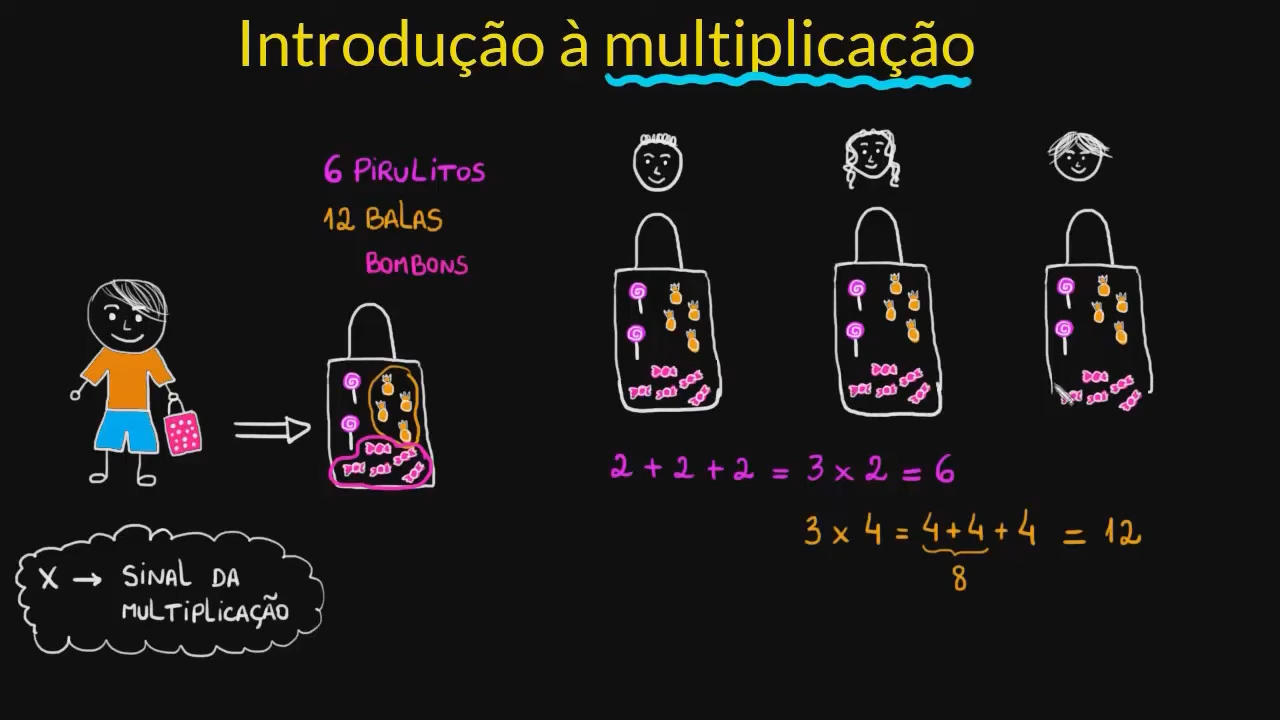 Introdução à multiplicação
6 PIRULITOS
12 BALAS
BOMBONS
2 + 2 + 2 = 3 x 2 = 6
3 x 4 = 4 + 4 + 4 = 12
8
X → SINAL DA
MULTIPLICAÇÃO